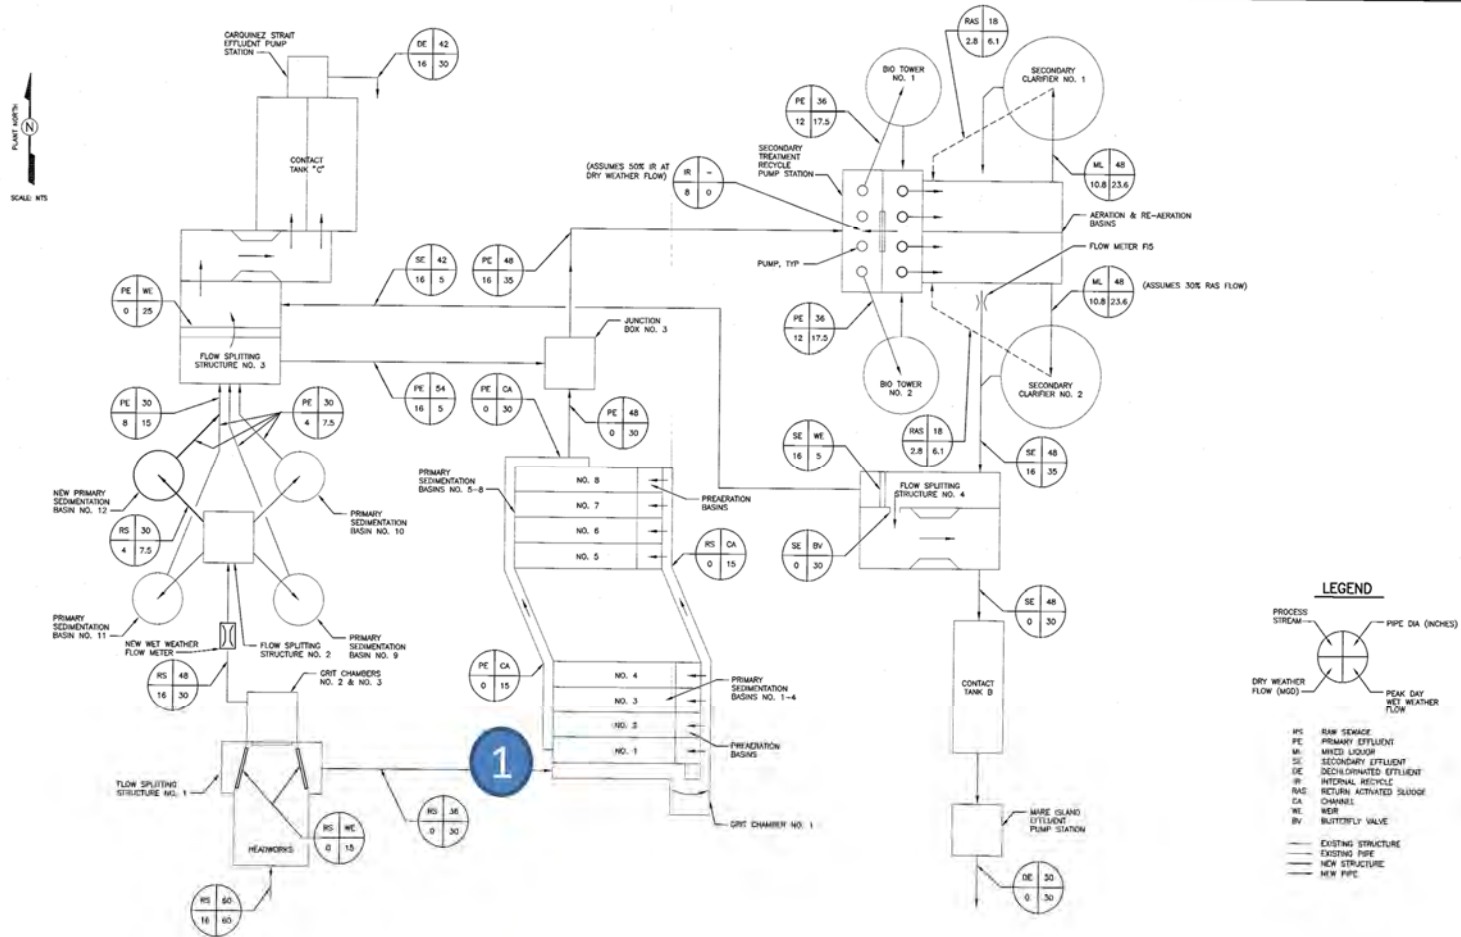 CARQUINEZ STRAIT
EFFLUENT PUMP
STATION
DE 42
16 30
PLANT NORTH
N
SCALE: NTS
CONTACT
TANK "C"
PE WE
0 25
FLOW SPLITTING
STRUCTURE NO. 3
SE 42
16 5
PE 48
16 35
PE 54
16 5
JUNCTION
BOX NO. 3
PE 30
8 15
PE 30
4 7.5
NEW PRIMARY
SEDIMENTATION
BASIN NO. 12
RS 30
4 7.5
PRIMARY
SEDIMENTATION
BASIN NO. 10
PRIMARY
SEDIMENTATION
BASIN NO. 11
NEW WET WEATHER
FLOW METER
FLOW SPLITTING
STRUCTURE NO. 2
PRIMARY
SEDIMENTATION
BASIN NO. 9
RS 48
16 30
GRIT CHAMBERS
NO. 2 & NO. 3
FLOW SPLITTING
STRUCTURE NO. 1
HEADWORKS
RS WE
0 15
RS 60
16 60
RS 36
0 30
1
PE CA
0 30
PE 48
0 30
PRIMARY
SEDIMENTATION
BASINS NO. 5-8
NO. 8
NO. 7
NO. 6
NO. 5
PREAERATION
BASINS
RS CA
0 15
PE CA
0 15
NO. 4
NO. 3
NO. 2
NO. 1
PRIMARY
SEDIMENTATION
BASINS NO. 1-4
PREAERATION
BASINS
GRIT CHAMBER NO. 1
RAS 18
2.8 6.1
BIO TOWER
NO. 1
SECONDARY
CLARIFIER NO. 1
PE 36
12 17.5
SECONDARY
TREATMENT
RECYCLE
PUMP STATION
(ASSUMES 50% IR AT
DRY WEATHER FLOW)
IR -
8 0
ML 48
10.8 23.6
AERATION & RE-AERATION
BASINS
FLOW METER F15
PUMP, TYP
ML 48
10.8 23.6
(ASSUMES 30% RAS FLOW)
PE 36
12 17.5
BIO TOWER
NO. 2
SECONDARY
CLARIFIER NO. 2
RAS 18
2.8 6.1
SE WE
16 5
SE 48
16 35
FLOW SPLITTING
STRUCTURE NO. 4
SE BV
0 30
SE 48
0 30
CONTACT
TANK B
MARE ISLAND
EFFLUENT
PUMP STATION
DE 30
0 30
LEGEND
PROCESS
STREAM
PIPE DIA (INCHES)
DRY WEATHER
FLOW (MGD)
PEAK DAY
WET WEATHER
FLOW
RS RAW SEWAGE
PE PRIMARY EFFLUENT
ML MIXED LIQUOR
SE SECONDARY EFFLUENT
DE DECHLORINATED EFFLUENT
IR INTERNAL RECYCLE
RAS RETURN ACTIVATED SLUDGE
CA CHANNEL
WE WEIR
BV BUTTERFLY VALVE
EXISTING STRUCTURE
EXISTING PIPE
NEW STRUCTURE
NEW PIPE